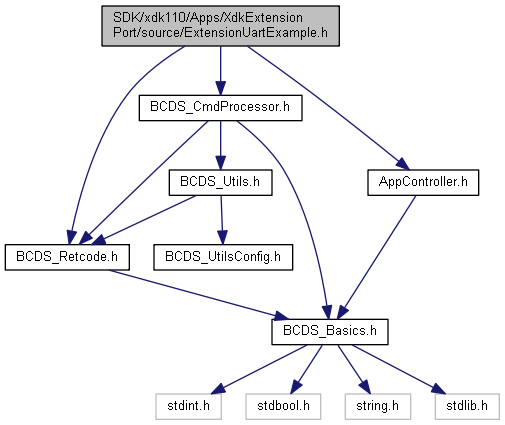 SDK/xdk110/Apps/XdkExtension
Port/source/ExtensionUartExample.h
BCDS_CmdProcessor.h
BCDS_Utils.h
AppController.h
BCDS_Retcode.h
BCDS_UtilsConfig.h
BCDS_Basics.h
stdint.h
stdbool.h
string.h
stdlib.h